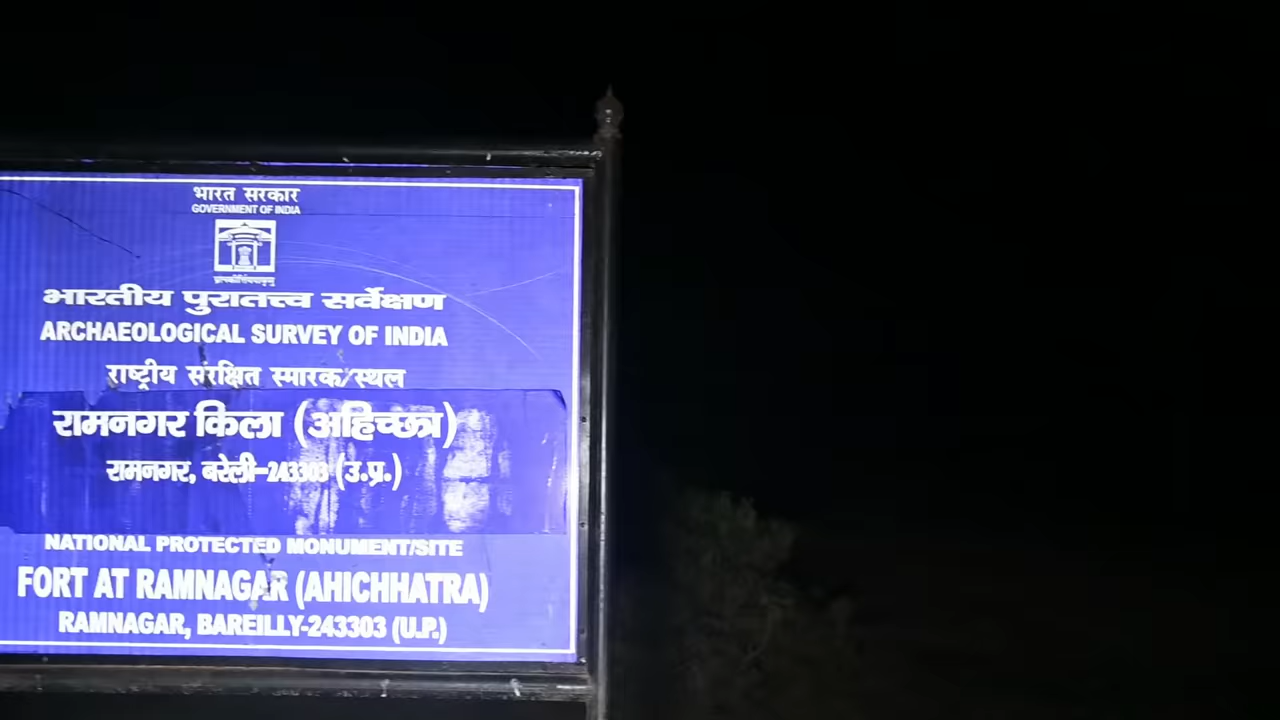 भारत सरकार
GOVERNMENT OF INDIA
भारतीय पुरातत्त्व सर्वेक्षण
ARCHAEOLOGICAL SURVEY OF INDIA
राष्ट्रीय संरक्षित स्मारक/स्थल
रामनगर किला (अहिच्छत्रा)
रामनगर, बरेली-243303 (उ.प्र.)
NATIONAL PROTECTED MONUMENT/SITE
FORT AT RAMNAGAR (AHICHHATRA)
RAMNAGAR, BAREILLY-243303 (U.P.)